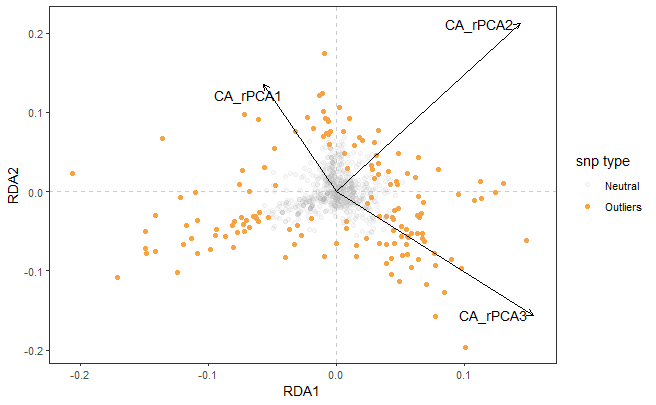 0.2
0.1
0.0
-0.1
-0.2
RDA2
CA_rPCA2
CA_rPCA1
CA_rPCA3
-0.2
-0.1
0.0
0.1
RDA1
snp type
Neutral
Outliers